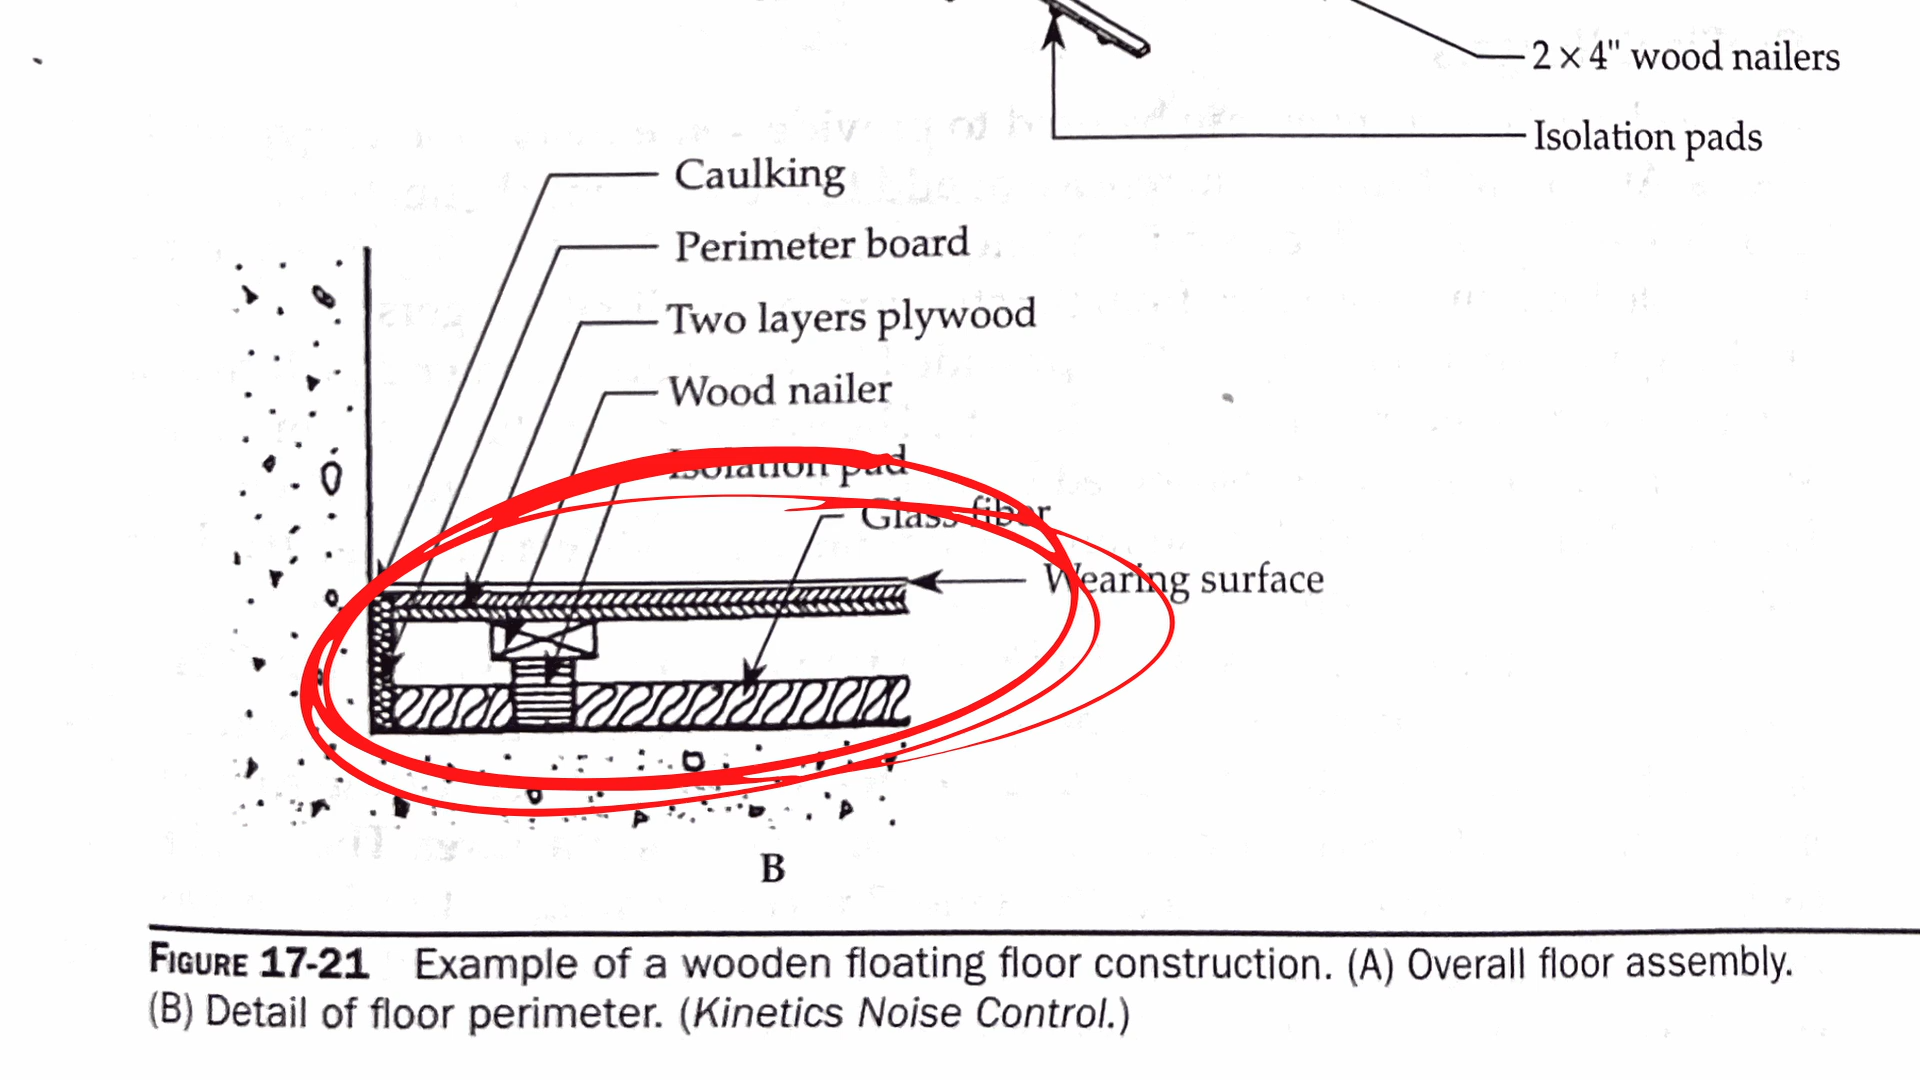 2 × 4" wood nailers
Isolation pads
Caulking
Perimeter board
Two layers plywood
Wood nailer
Isolation pad
Glass fiber
Wearing surface
B
FIGURE 17-21 Example of a wooden floating floor construction. (A) Overall floor assembly.
(B) Detail of floor perimeter. (Kinetics Noise Control.)